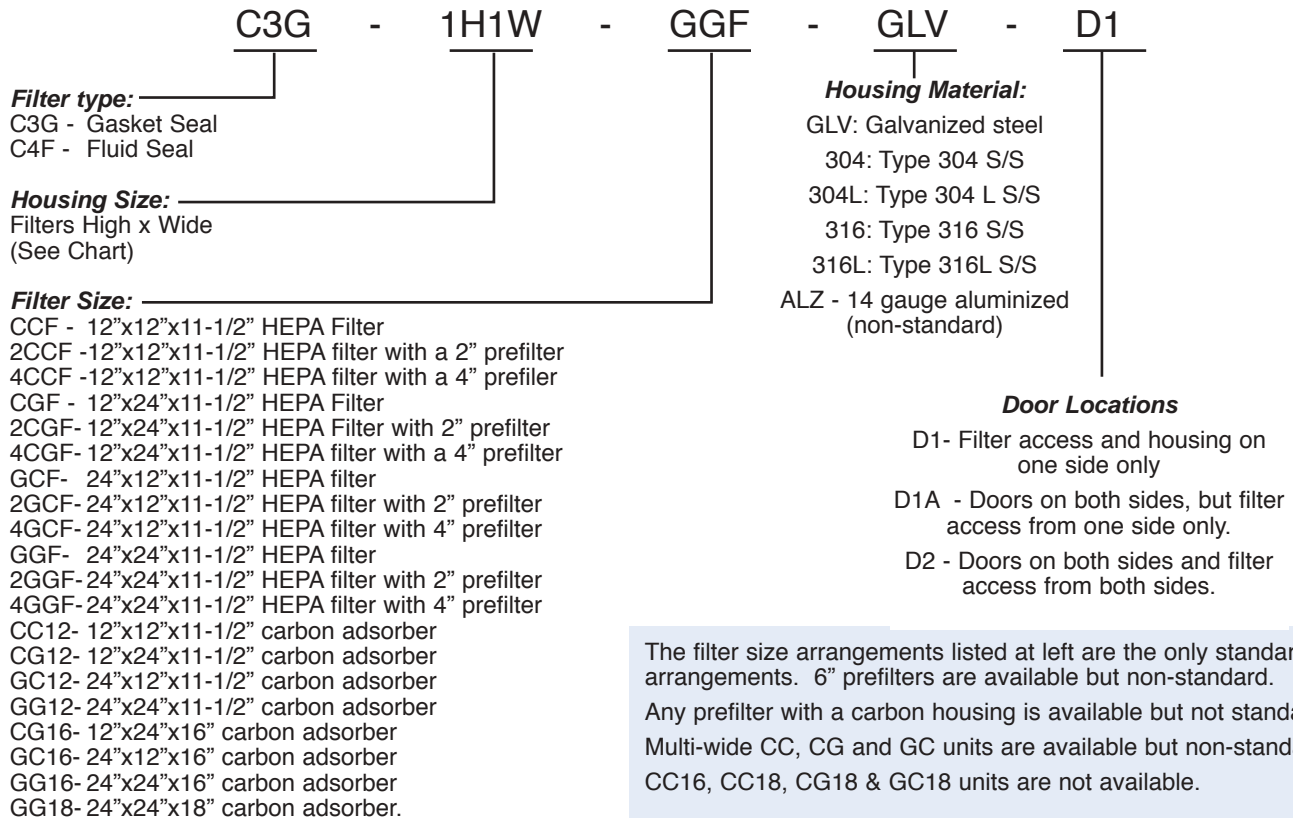 C3G - 1H1W - GGF - GLV - D1
Filter type:
C3G - Gasket Seal
C4F - Fluid Seal
Housing Size:
Filters High x Wide
(See Chart)
Filter Size:
CCF - 12”x12”x11-1/2” HEPA Filter
2CCF -12”x12”x11-1/2” HEPA filter with a 2” prefilter
4CCF -12”x12”x11-1/2” HEPA filter with a 4” prefiler
CGF - 12”x24”x11-1/2” HEPA Filter
2CGF- 12”x24”x11-1/2” HEPA Filter with 2” prefilter
4CGF- 12”x24”x11-1/2” HEPA filter with a 4” prefilter
GCF- 24”x12”x11-1/2” HEPA filter
2GCF- 24”x12”x11-1/2” HEPA filter with 2” prefilter
4GCF- 24”x12”x11-1/2” HEPA filter with 4” prefilter
GGF- 24”x24”x11-1/2” HEPA filter
2GGF- 24”x24”x11-1/2” HEPA filter with 2” prefilter
4GGF- 24”x24”x11-1/2” HEPA filter with 4” prefilter
CC12- 12”x12”x11-1/2” carbon adsorber
CG12- 12”x24”x11-1/2” carbon adsorber
GC12- 24”x12”x11-1/2” carbon adsorber
GG12- 24”x24”x11-1/2” carbon adsorber
CG16- 12”x24”x16” carbon adsorber
GC16- 24”x12”x16” carbon adsorber
GG16- 24”x24”x16” carbon adsorber
GG18- 24”x24”x18” carbon adsorber.
Housing Material:
GLV: Galvanized steel
304: Type 304 S/S
304L: Type 304 L S/S
316: Type 316 S/S
316L: Type 316L S/S
ALZ - 14 gauge aluminized
(non-standard)
Door Locations
D1- Filter access and housing on
one side only
D1A - Doors on both sides, but filter
access from one side only.
D2 - Doors on both sides and filter
access from both sides.
The filter size arrangements listed at left are the only standar
arrangements. 6” prefilters are available but non-standard.
Any prefilter with a carbon housing is available but not standa
Multi-wide CC, CG and GC units are available but non-stand
CC16, CC18, CG18 & GC18 units are not available.